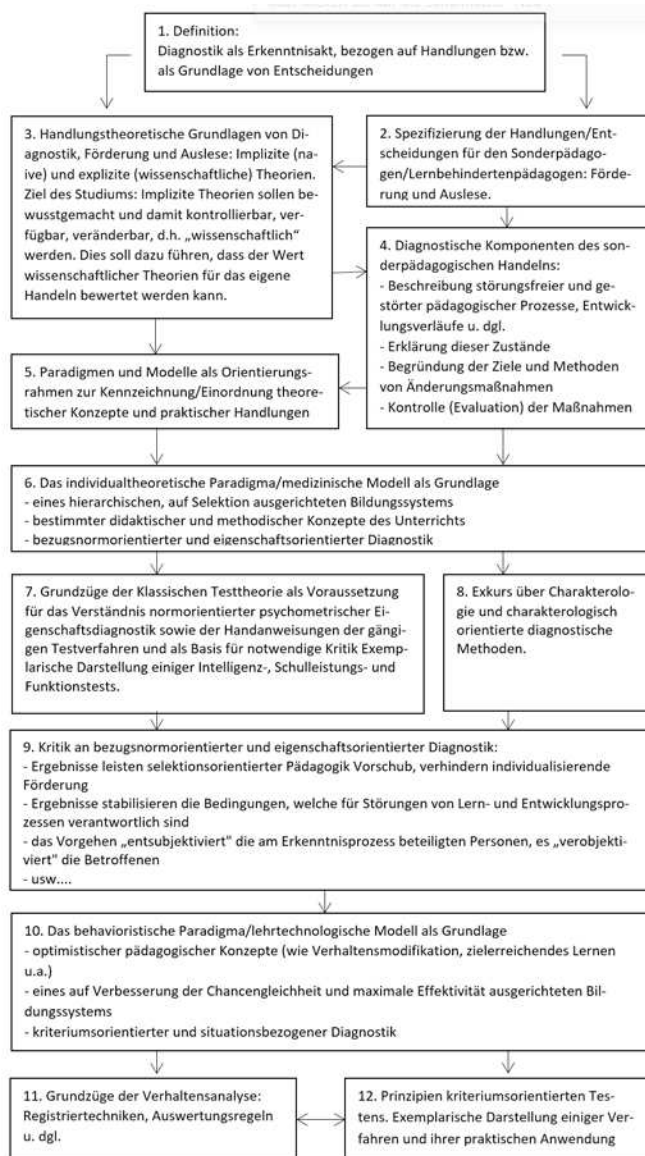 1. Definition:
Diagnostik als Erkenntnisakt, bezogen auf Handlungen bzw.
als Grundlage von Entscheidungen
3. Handlungstheoretische Grundlagen von Di-
agnostik, Förderung und Auslese: Implizite (na-
ive) und explizite (wissenschaftliche) Theorien.
Ziel des Studiums: Implizite Theorien sollen be-
wusstgemacht und damit kontrollierbar, ver-
fügbar, veränderbar, d.h. „wissenschaftlich"
werden. Dies soll dazu führen, dass der Wert
wissenschaftlicher Theorien für das eigene
Handeln bewertet werden kann.
2. Spezifizierung der Handlungen/Ent-
scheidungen für den Sonderpädago-
gen/Lernbehindertenpädagogen: Förde-
rung und Auslese.
4. Diagnostische Komponenten des son-
derpädagogischen Handelns:
- Beschreibung störungsfreier und ge-
störter pädagogischer Prozesse, Entwick-
lungsverläufe u. dgl.
- Erklärung dieser Zustände
- Begründung der Ziele und Methoden
von Änderungsmaßnahmen
- Kontrolle (Evaluation) der Maßnahmen
5. Paradigmen und Modelle als Orientierungs-
rahmen zur Kennzeichnung/Einordnung theore-
tischer Konzepte und praktischer Handlungen
6. Das individualtheoretische Paradigma/medizinische Modell als Grundlage
- eines hierarchischen, auf Selektion ausgerichteten Bildungssystems
- bestimmter didaktischer und methodischer Konzepte des Unterrichts
- bezugsnormorientierter und eigenschaftsorientierter Diagnostik
7. Grundzüge der Klassischen Testtheorie als Voraussetzung
für das Verständnis normorientierter psychometrischer Ei-
genschaftsdiagnostik sowie der Handanweisungen der gängi-
gen Testverfahren und als Basis für notwendige Kritik Exemp-
larische Darstellung einiger Intelligenz-, Schulleistungs- und
Funktionstests.
8. Exkurs über Charakterolo-
gie und charakterologisch
orientierte diagnostische
Methoden.
9. Kritik an bezugsnormorientierter und eigenschaftsorientierter Diagnostik:
- Ergebnisse leisten selektionsorientierter Pädagogik Vorschub, verhindern individualisierende
Förderung
- Ergebnisse stabilisieren die Bedingungen, welche für Störungen von Lern- und Entwicklungspro-
zessen verantwortlich sind
- das Vorgehen „entsubjektiviert" die am Erkenntnisprozess beteiligten Personen, es „verobjekti-
viert" die Betroffenen
- usw....
10. Das behavioristische Paradigma/lehrtechnologische Modell als Grundlage
- optimistischer pädagogischer Konzepte (wie Verhaltensmodifikation, zielerreichendes Lernen
u.a.)
- eines auf Verbesserung der Chancengleichheit und maximale Effektivität ausgerichteten Bil-
dungssystems
- kriteriumsorientierter und situationsbezogener Diagnostik
11. Grundzüge der Verhaltensanalyse:
Registriertechniken, Auswertungsregeln
u. dgl.
12. Prinzipien kriteriumsorientierten Tes-
tens. Exemplarische Darstellung einiger Ver-
fahren und ihrer praktischen Anwendung